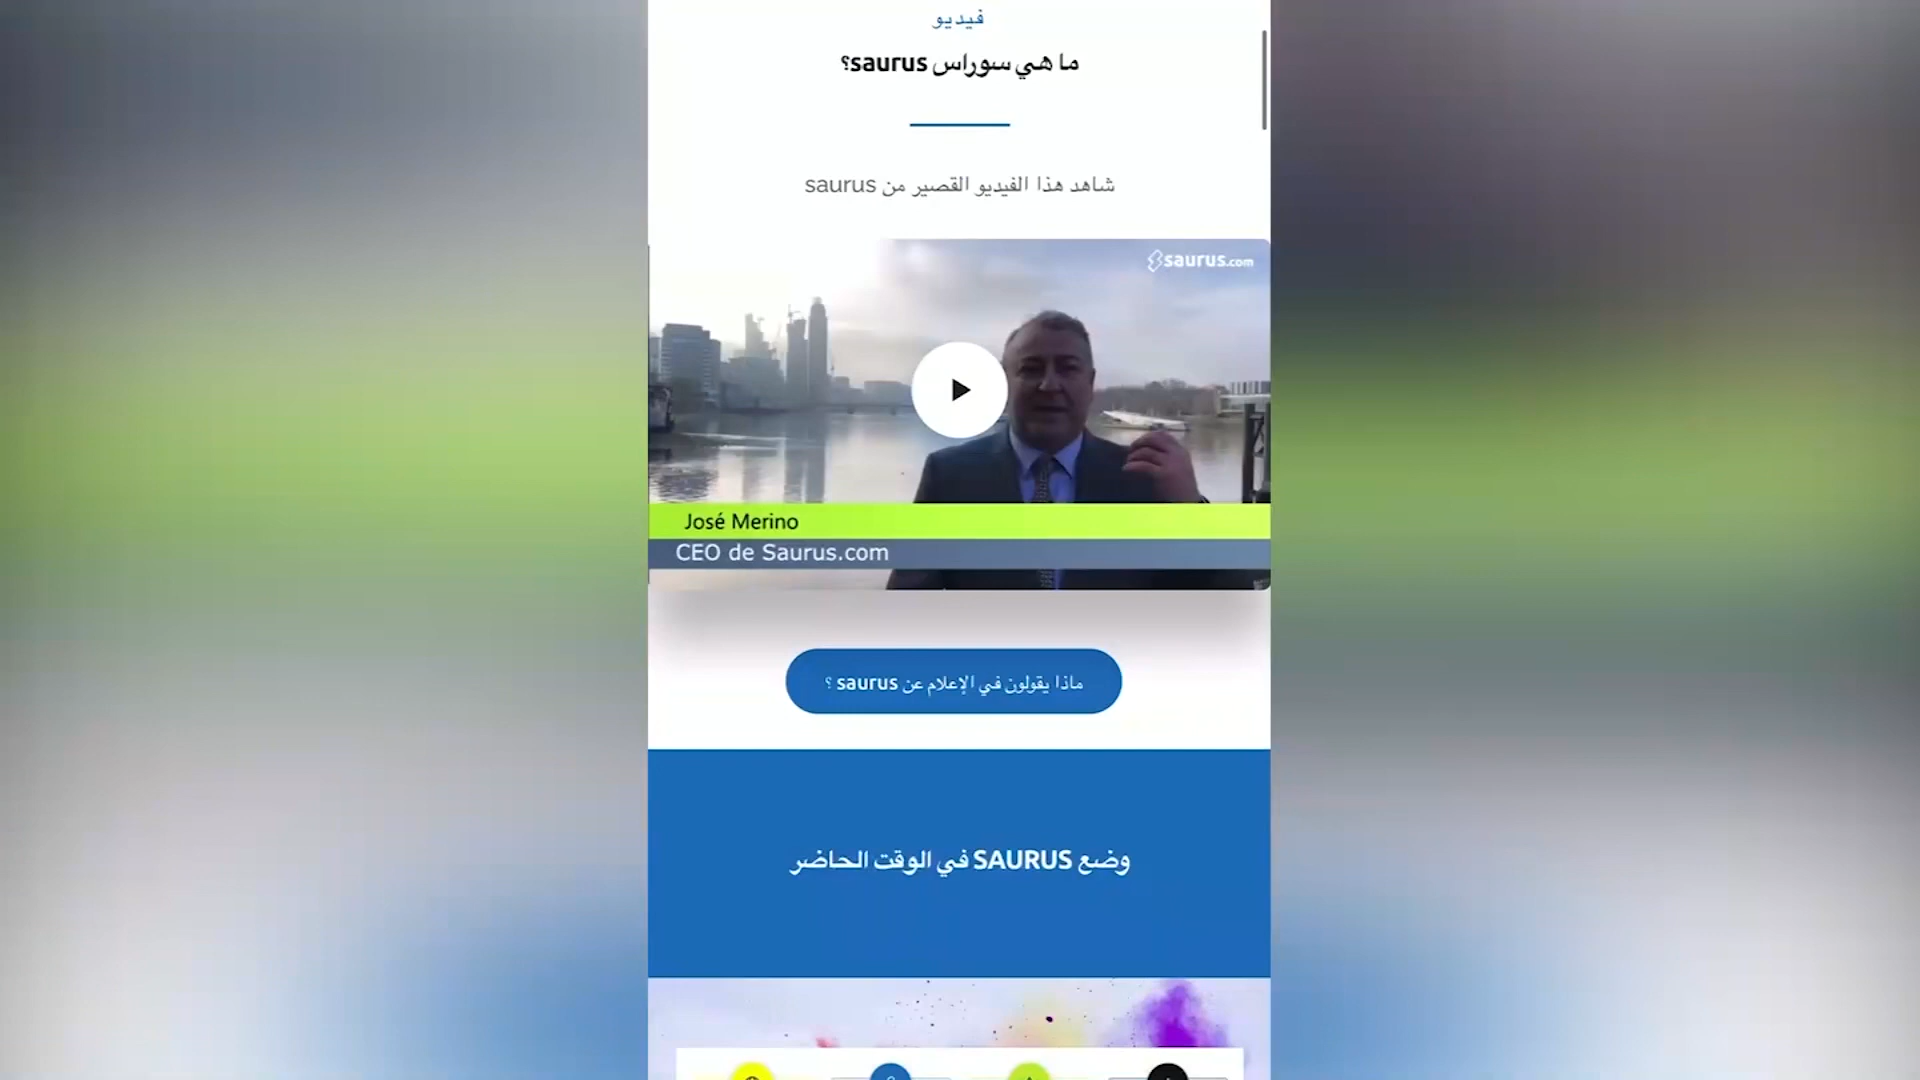 فيديو
ما هي سوراس saurus؟
شاهد هذا الفيديو القصير من saurus
saurus.com
José Merino
CEO de Saurus.com
ماذا يقولون في الإعلام عن saurus ؟
وضع SAURUS في الوقت الحاضر